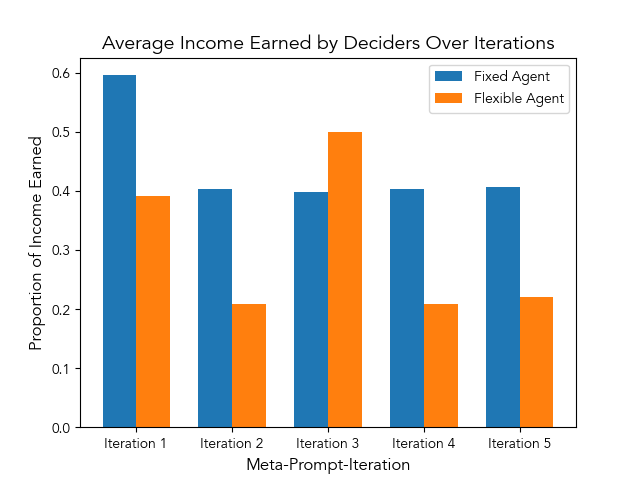 Average Income Earned by Deciders Over Iterations
Fixed Agent
Flexible Agent
Proportion of Income Earned
0.6
0.5
0.4
0.3
0.2
0.1
0.0
Iteration 1
Iteration 2
Iteration 3
Iteration 4
Iteration 5
Meta-Prompt-Iteration